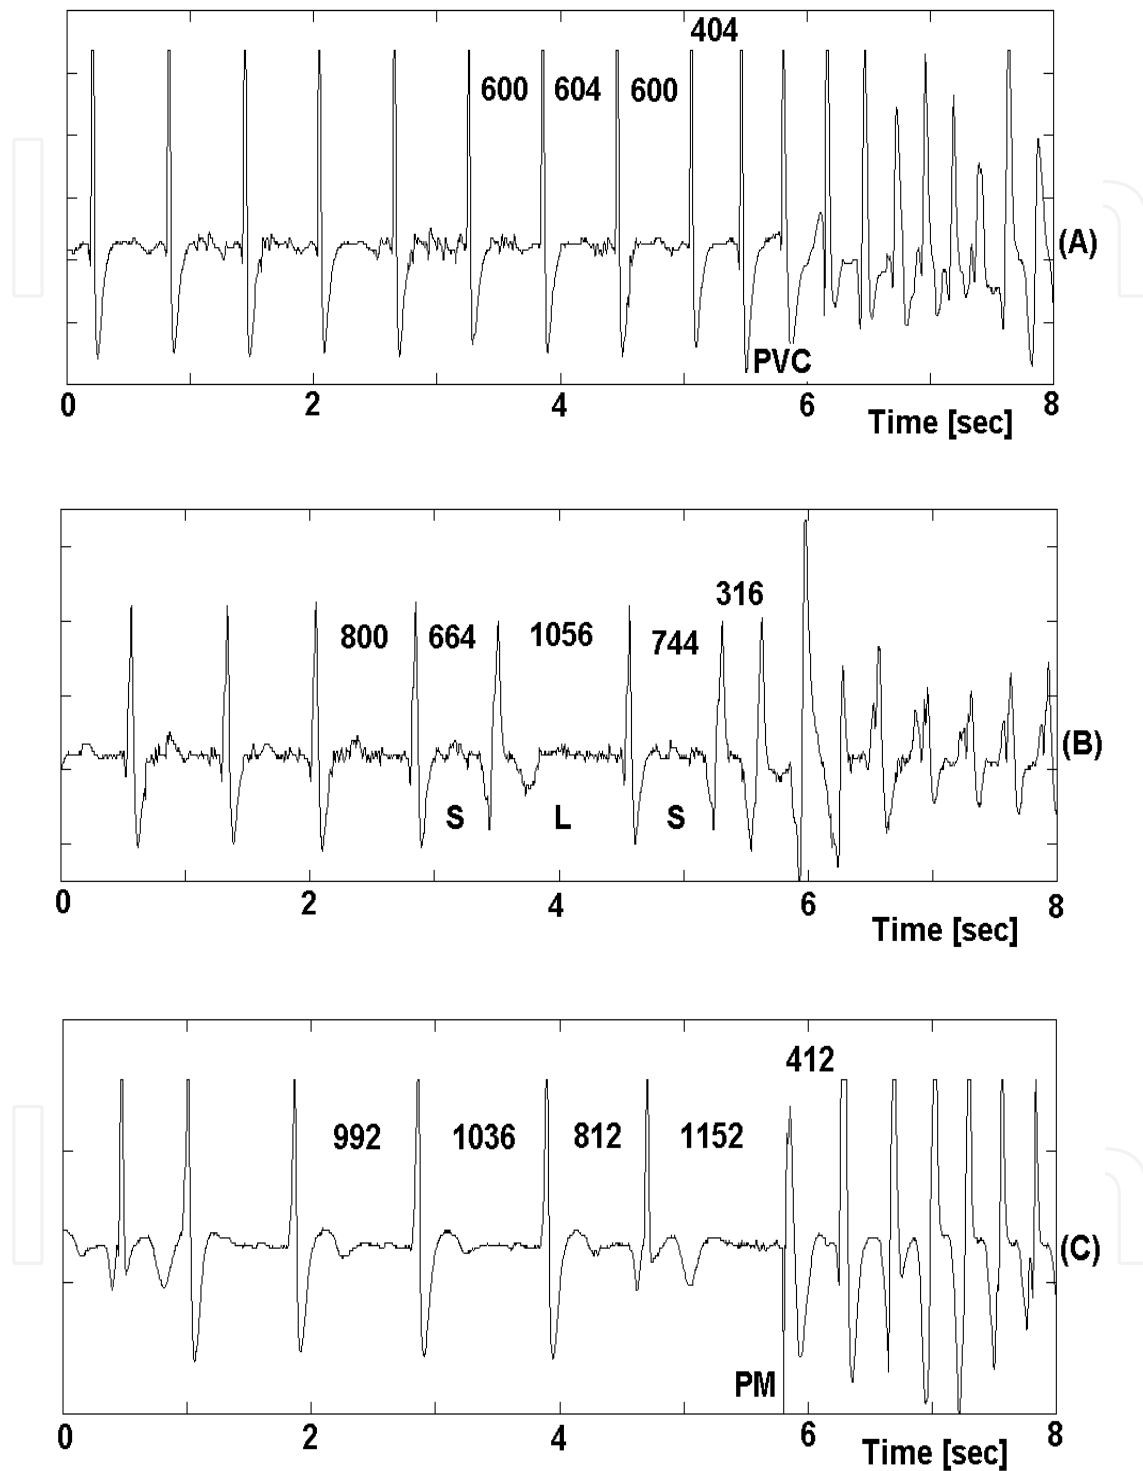 404
600 604 600
(A)
PVC
0 2 4 6 8
Time [sec]
316
800 664 1056 744
(B)
S L S
0 2 4 6 8
Time [sec]
412
992 1036 812 1152
(C)
PM
0 2 4 6 8
Time [sec]